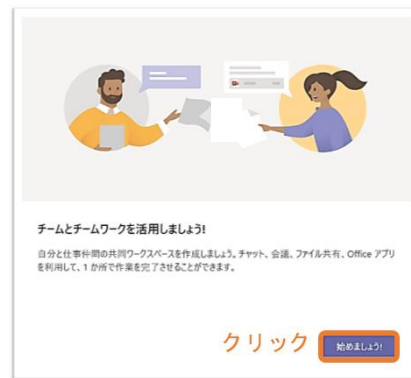 チームとチームワークを活用しましょう!
自分と仕事仲間の共同ワークスペースを作成しましょう。チャット、会議、ファイル共有、Office アプリ
を利用して、1 か所で作業を完了させることができます。
クリック
始めましょう!